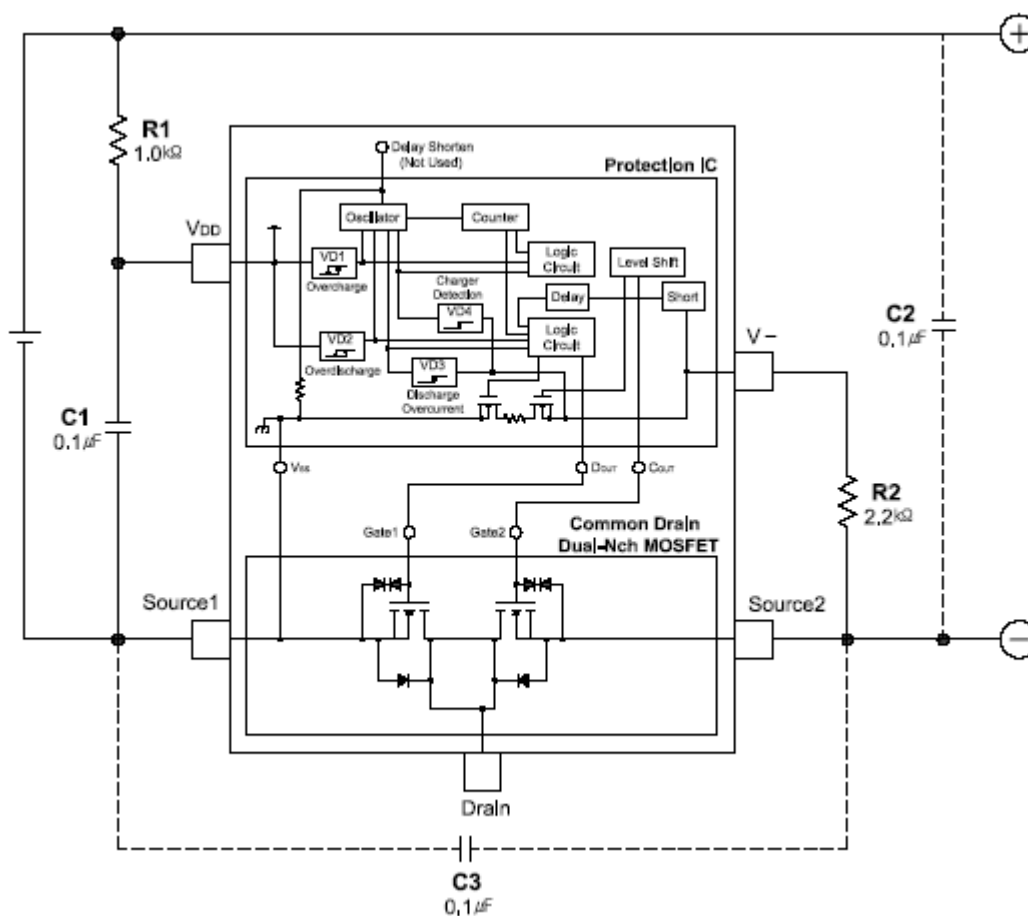 +
R1
1.0kΩ
Delay Shorten
(Not Used)
Protection IC
Oscillator
Counter
VDD
VD1
Overcharge
Logic
Circuit
Level Shift
Charger
Detection
VD4
Delay
Short
VD2
Overdischarge
Logic
Circuit
VD3
Discharge
Overcurrent
V-
C2
0.1μF
C1
0.1μF
VSS
DOUT
COUT
R2
2.2kΩ
Gate1
Gate2
Common Drain
Dual-Nch MOSFET
Source1
Source2
-
Drain
C3
0.1μF